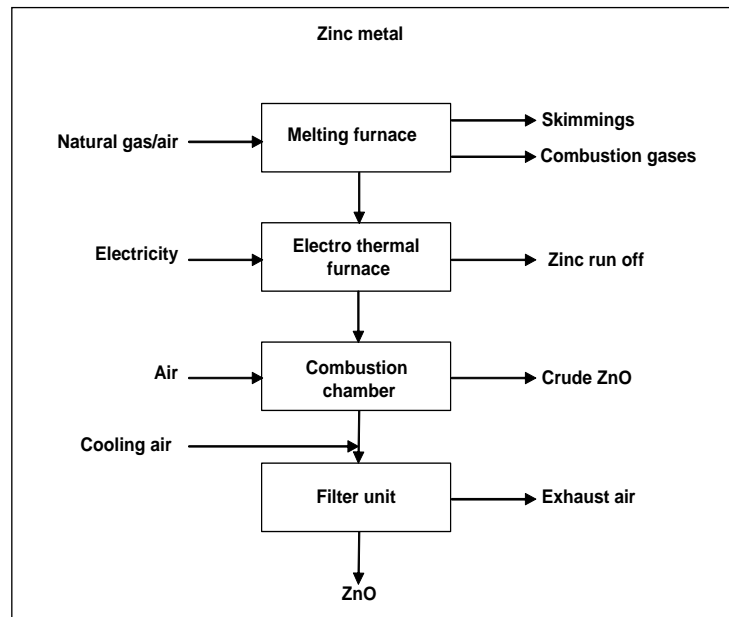 Zinc metal
Natural gas/air
Melting furnace
Skimmings
Combustion gases
Electricity
Electro thermal
furnace
Zinc run off
Air
Combustion
chamber
Crude ZnO
Cooling air
Filter unit
Exhaust air
ZnO